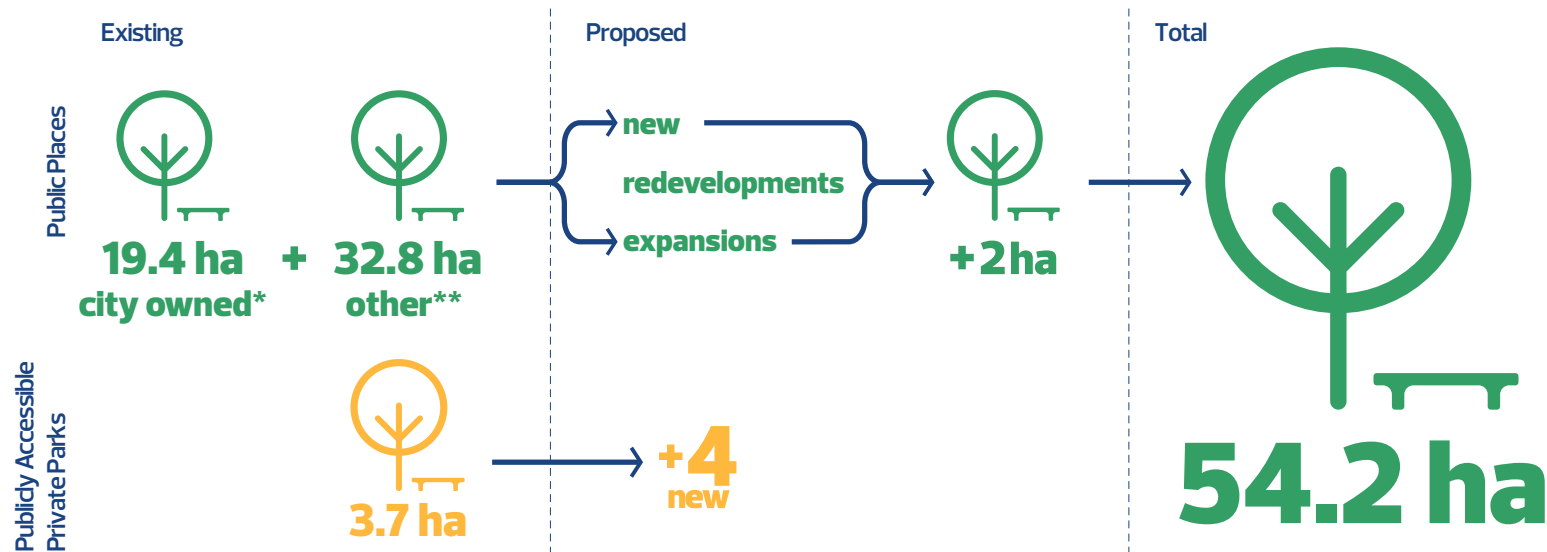 Existing
Proposed
Total
Public Places
new
redevelopments
expansions
19.4 ha + 32.8 ha
city owned*
other**
+2 ha
Publicly Accessible
Private Parks
3.7 ha
+4
new
54.2 ha